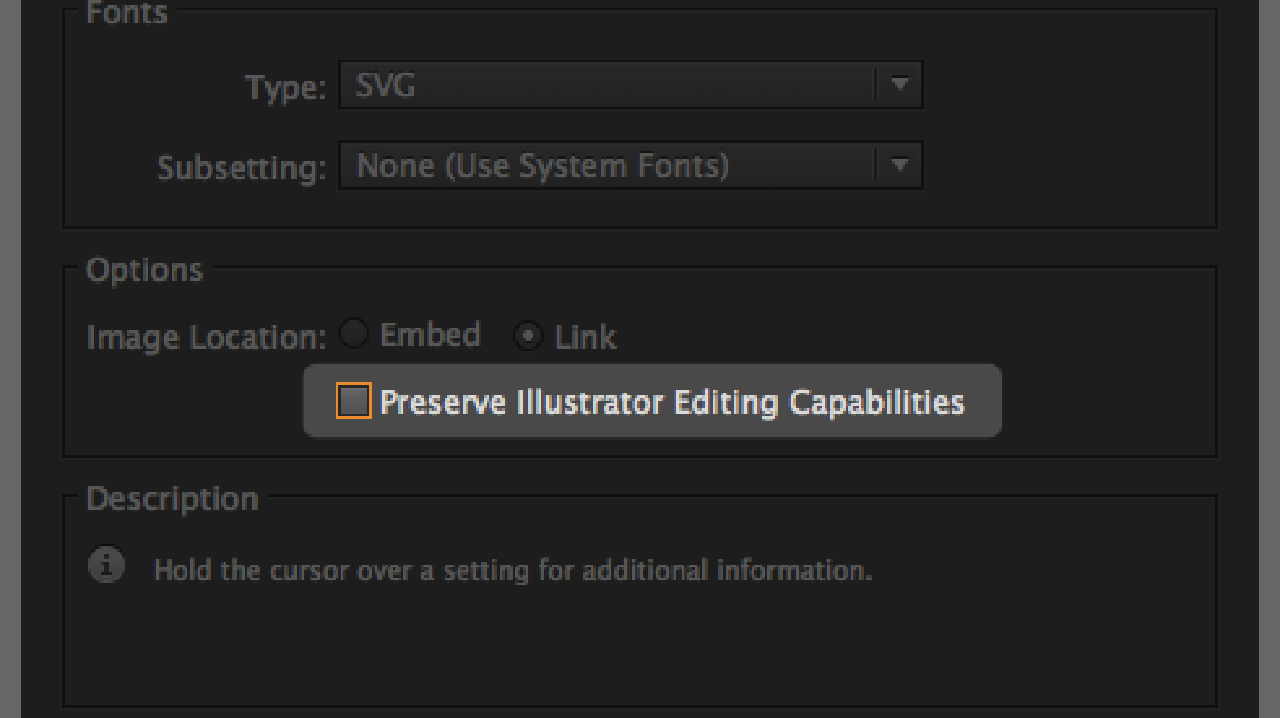 Fonts
Type: SVG
Subsetting: None (Use System Fonts)
Options
Image Location: Embed Link
Preserve Illustrator Editing Capabilities
Description
Hold the cursor over a setting for additional information.